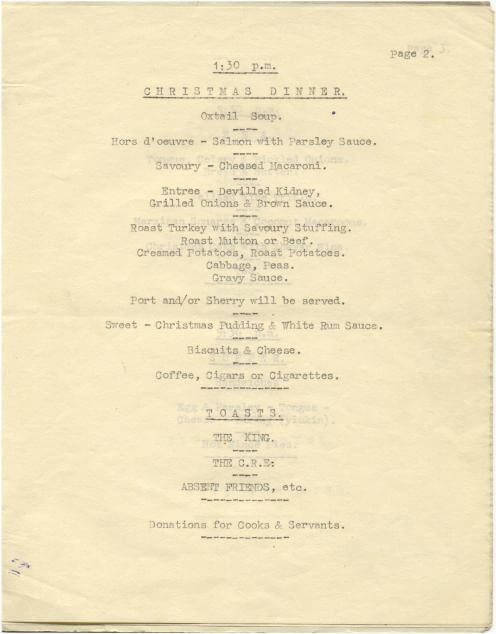 Page 2.
1:30 p.m.
CHRISTMAS DINNER.
Oxtail Soup.
Hors d'oeuvre - Salmon with Parsley Sauce.
Savoury - Cheesed Macaroni.
Entree - Devilled Kidney,
Grilled Onions & Brown Sauce.
Roast Turkey with Savoury Stuffing.
Roast Mutton or Beef.
Creamed Potatoes, Roast Potatoes.
Cabbage, Peas.
Gravy Sauce.
Port and/or Sherry will be served.
Sweet - Christmas Pudding & White Rum Sauce.
Biscuits & Cheese.
Coffee, Cigars or Cigarettes.
TOASTS.
THE KING.
THE C.R.E:
ABSENT FRIENDS, etc.
Donations for Cooks & Servants.